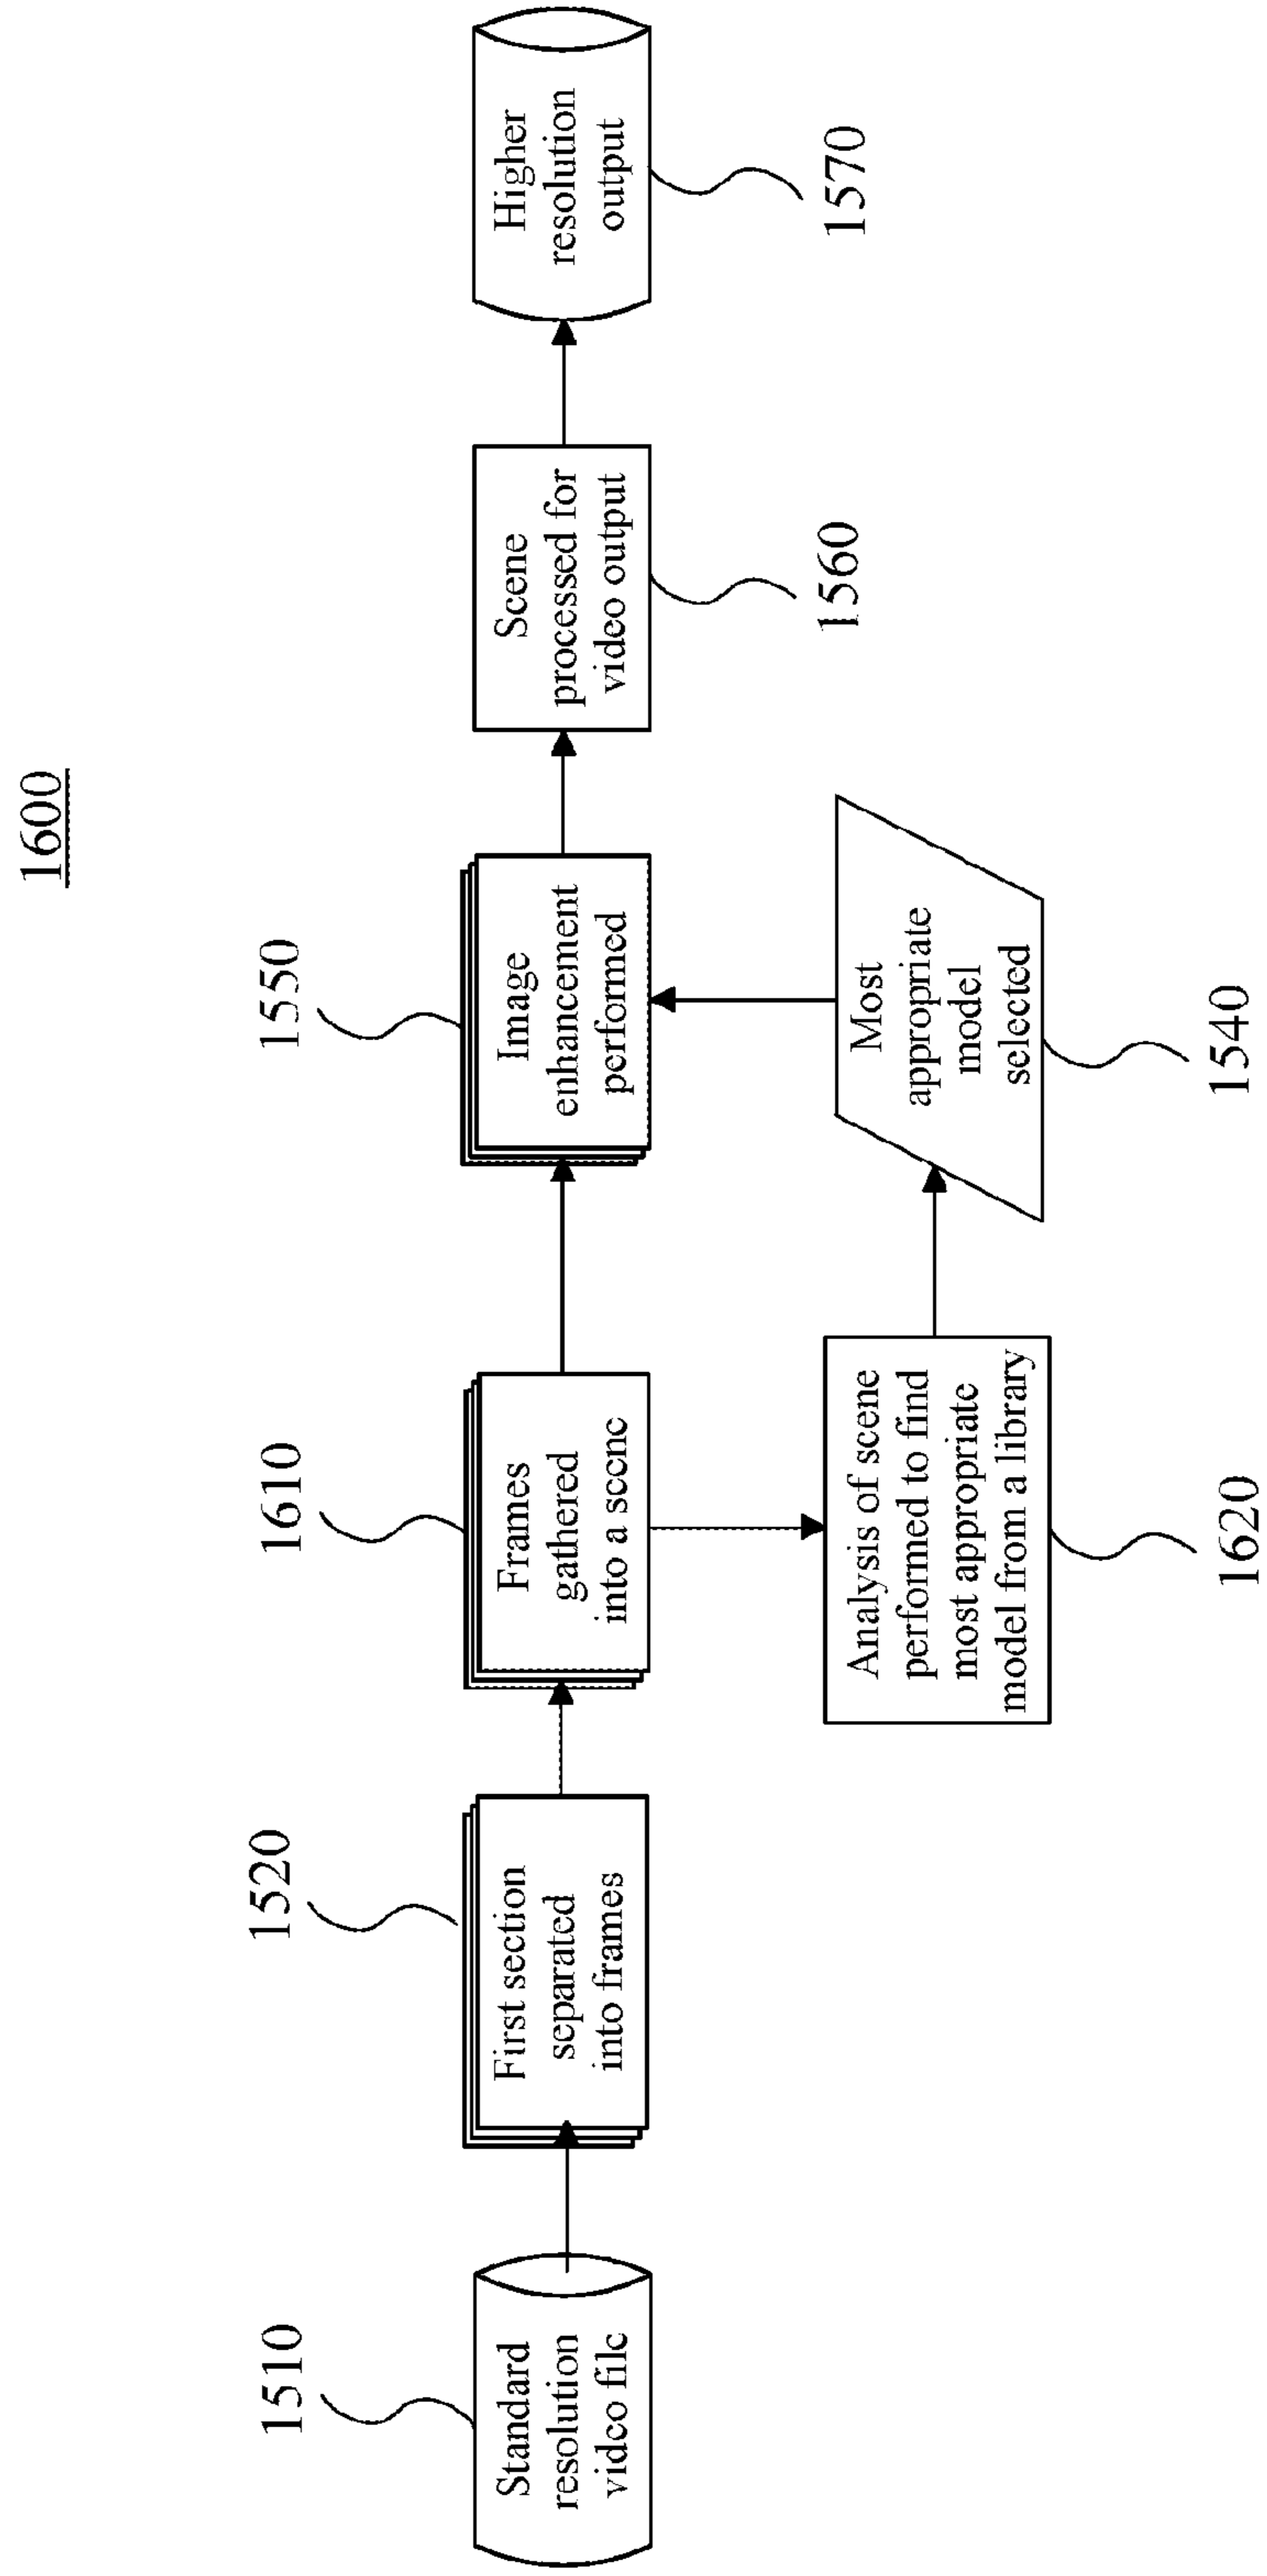 1600
1510
Standard
resolution
video file
1520
First section
separated
into frames
1610
Frames
gathered
into a scene
1550
Image
enhancement
performed
Scene
processed for
video output
1560
Higher
resolution
output
1570
Analysis of scene
performed to find
most appropriate
model from a library
1620
Most
appropriate
model
selected
1540